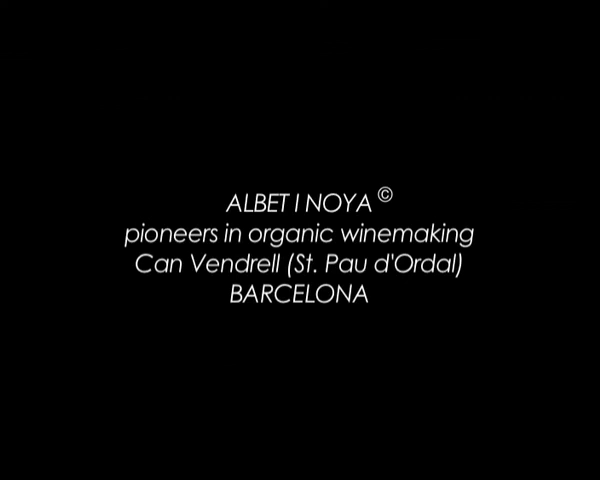 ALBET I NOYA ©
pioneers in organic winemaking
Can Vendrell (St. Pau d'Ordal)
BARCELONA